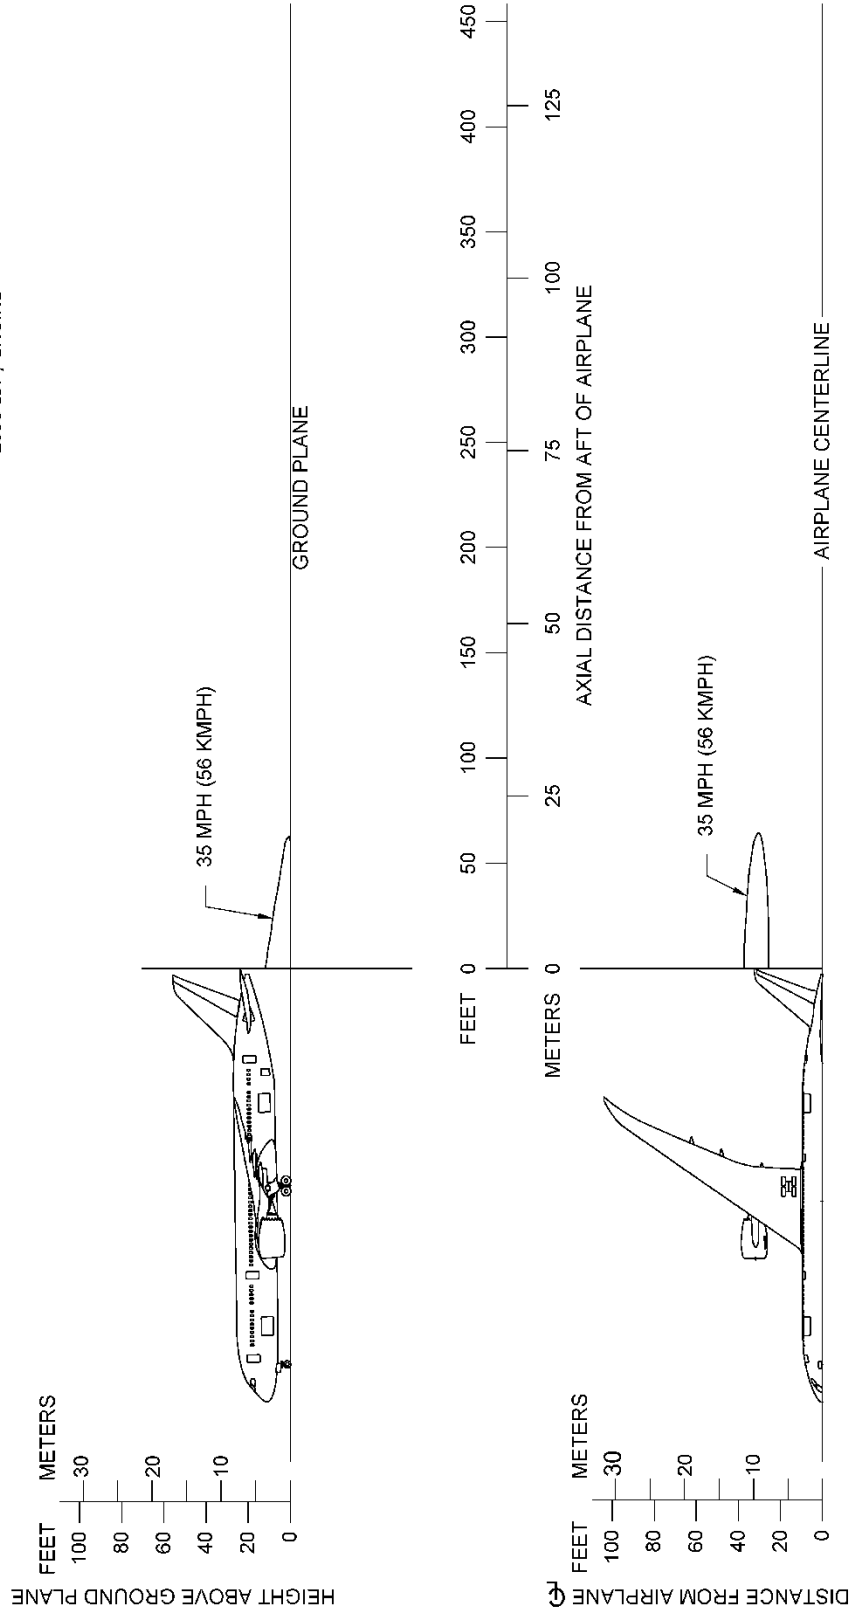 HEIGHT ABOVE GROUND PLANE
FEET METERS
100
80
60
40
20
0
30
20
10
35 MPH (56 KMPH)
GROUND PLANE
FEET 0 50 100 150 200 250 300 350 400 450
METERS 0 25 50 75 100 125
AXIAL DISTANCE FROM AFT OF AIRPLANE
DISTANCE FROM AIRPLANE ℄
FEET METERS
100
80
60
40
20
0
30
20
10
35 MPH (56 KMPH)
AIRPLANE CENTERLINE